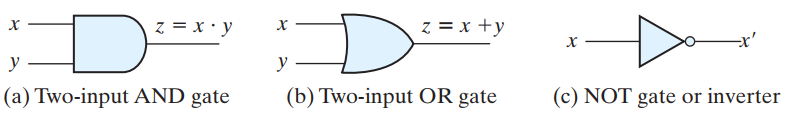 x
y
z = x · y
(a) Two-input AND gate
x
y
z = x +y
(b) Two-input OR gate
x
x′
(c) NOT gate or inverter